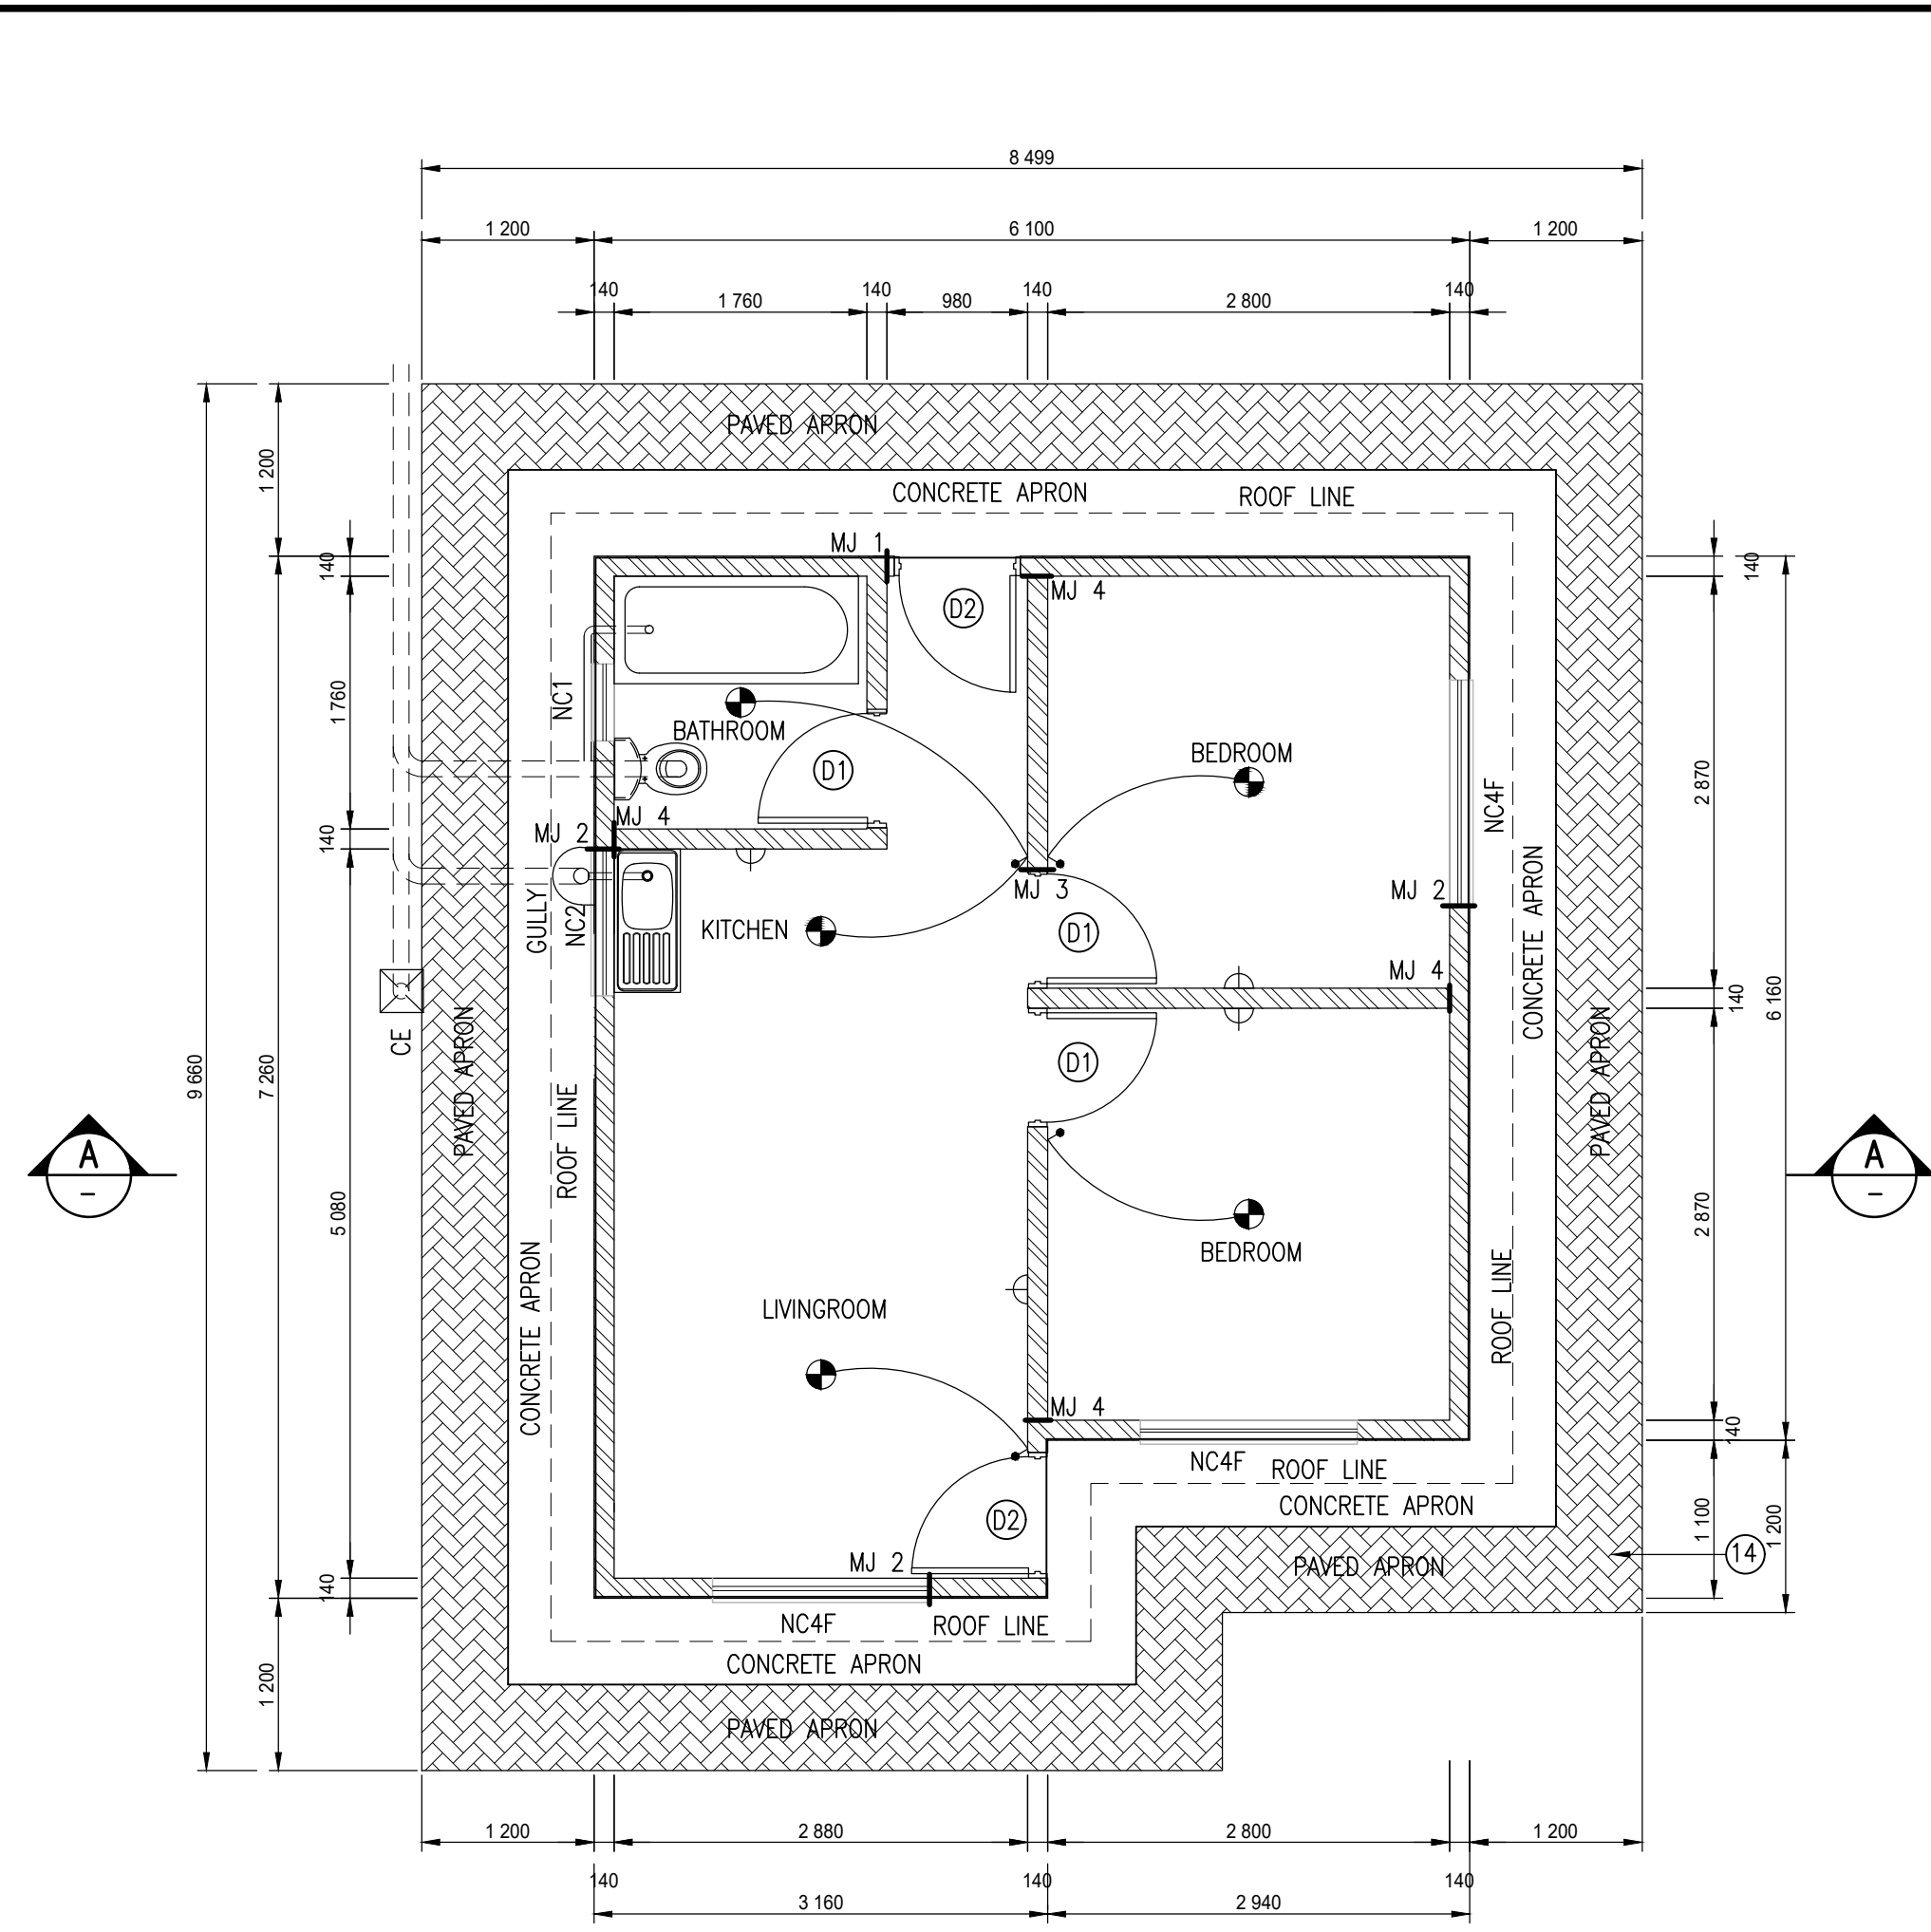 8 499
1 200
6 100
1 200
140
1 760
140
980
140
2 800
140
PAVED APRON
CONCRETE APRON
ROOF LINE
MJ 1
D2
MJ 4
1 200
140
140
NC1
BATHROOM
D1
BEDROOM
1 760
2 870
NC4F
MJ 4
MJ 2
140
GULLY
NC2
KITCHEN
MJ 3
D1
MJ 2
MJ 4
CONCRETE APRON
140
6 160
CE
PAVED APRON
9 660
7 260
D1
PAVED APRON
ROOF LINE
A
-
A
-
5 080
2 870
BEDROOM
CONCRETE APRON
LIVINGROOM
ROOF LINE
MJ 4
140
NC4F
ROOF LINE
CONCRETE APRON
D2
1 100
1 200
14
MJ 2
PAVED APRON
140
NC4F
ROOF LINE
CONCRETE APRON
1 200
PAVED APRON
1 200
2 880
2 800
1 200
140
140
140
3 160
2 940